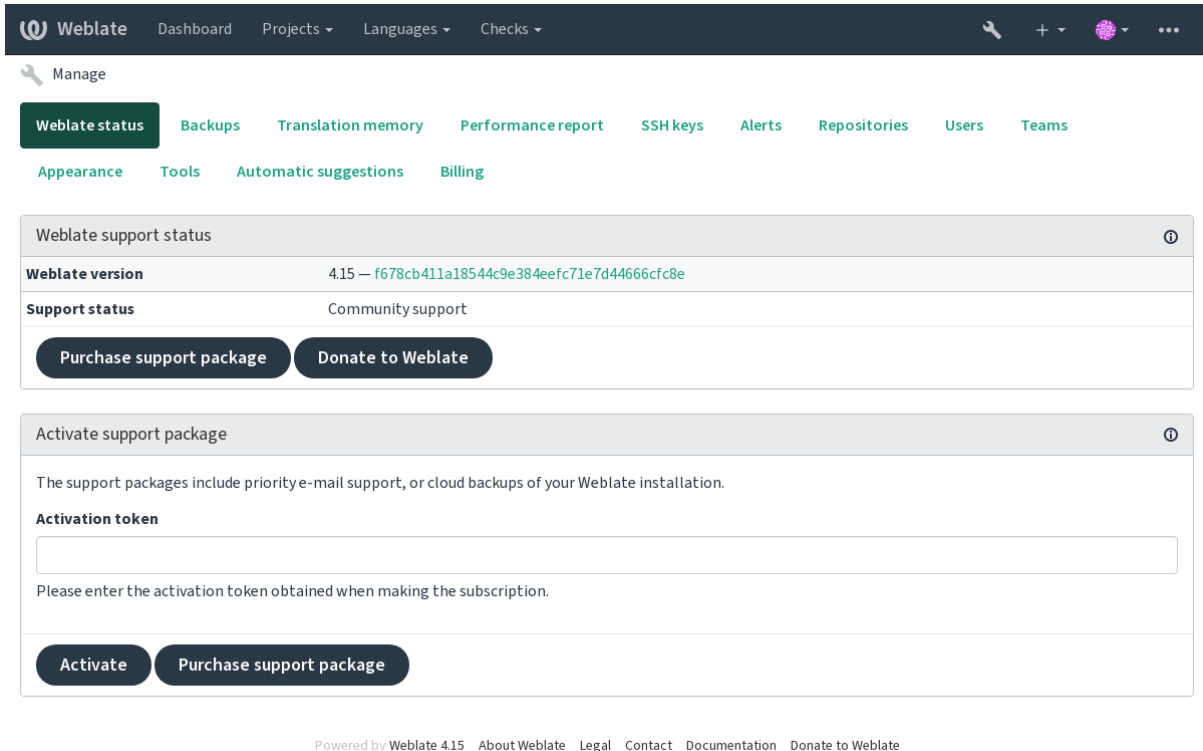 Weblate Dashboard Projects Languages Checks
Manage
Weblate status Backups Translation memory Performance report SSH keys Alerts Repositories Users Teams
Appearance Tools Automatic suggestions Billing
Weblate support status
Weblate version 4.15 — f678cb411a18544c9e384eefc71e7d44666cfc8e
Support status Community support
Purchase support package Donate to Weblate
Activate support package
The support packages include priority e-mail support, or cloud backups of your Weblate installation.
Activation token
Please enter the activation token obtained when making the subscription.
Activate Purchase support package
Powered by Weblate 4.15 About Weblate Legal Contact Documentation Donate to Weblate